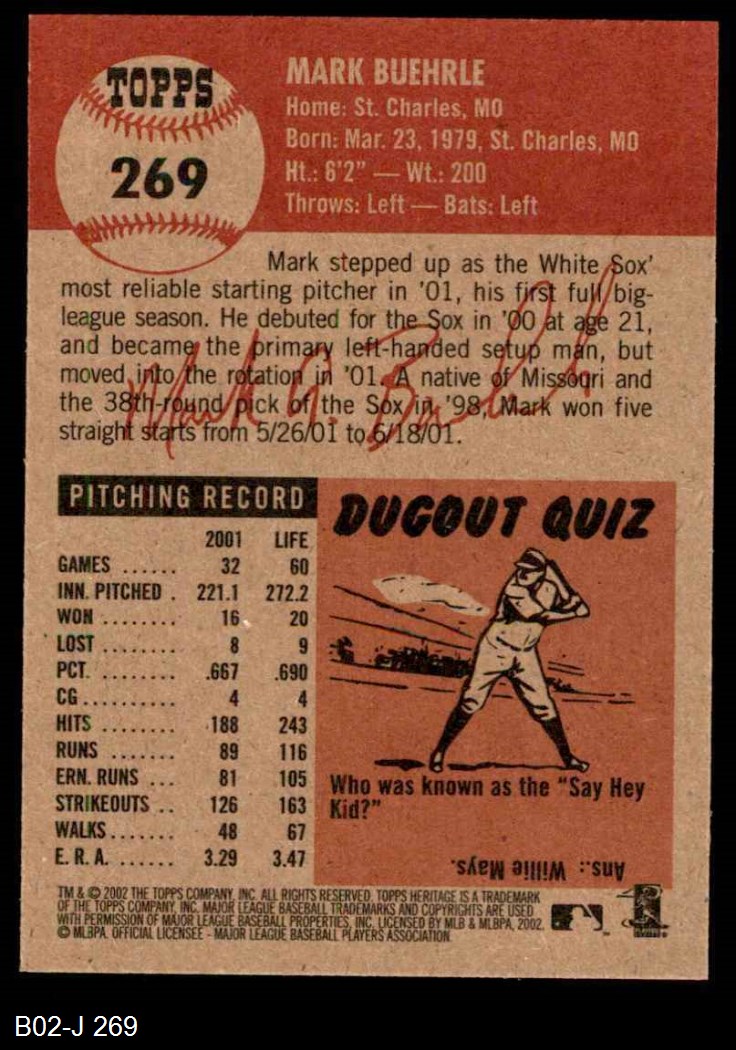 TOPPS
269
MARK BUEHRLE
Home: St. Charles, MO
Born: Mar. 23, 1979, St. Charles, MO
Ht.: 6'2" — Wt.: 200
Throws: Left — Bats: Left
Mark stepped up as the White Sox'
most reliable starting pitcher in '01, his first full big-
league season. He debuted for the Sox in '00 at age 21,
and became the primary left-handed setup man, but
moved into the rotation in '01. A native of Missouri and
the 38th-round pick of the Sox in '98, Mark won five
straight starts from 5/26/01 to 6/18/01.
Mark A. Buehrle
PITCHING RECORD
2001 LIFE
GAMES ...... 32 60
INN. PITCHED . 221.1 272.2
WON ........ 16 20
LOST ........ 8 9
PCT. ........ .667 .690
CG .......... 4 4
HITS ........ 188 243
RUNS ....... 89 116
ERN. RUNS ... 81 105
STRIKEOUTS .. 126 163
WALKS....... 48 67
E. R. A. ...... 3.29 3.47
DUGOUT QUIZ
Who was known as the "Say Hey
Kid?"
Ans.: Willie Mays.
TM & © 2002 THE TOPPS COMPANY, INC. ALL RIGHTS RESERVED. TOPPS HERITAGE IS A TRADEMARK
OF THE TOPPS COMPANY, INC. MAJOR LEAGUE BASEBALL TRADEMARKS AND COPYRIGHTS ARE USED
WITH PERMISSION OF MAJOR LEAGUE BASEBALL PROPERTIES, INC. LICENSED BY MLB & MLBPA, 2002.
© MLBPA. OFFICIAL LICENSEE - MAJOR LEAGUE BASEBALL PLAYERS ASSOCIATION.
B02-J 269